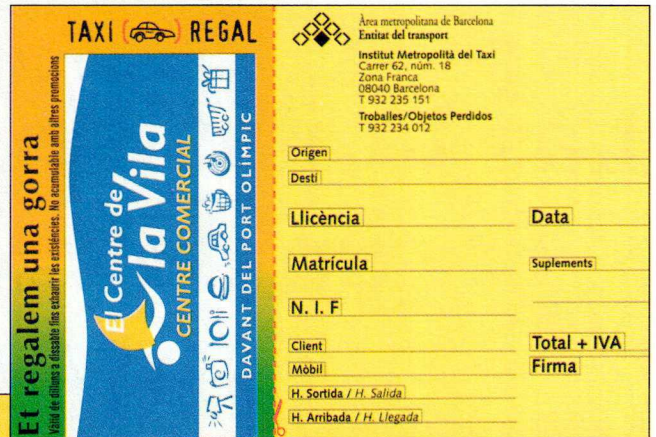 TAXI REGAL
Et regalem una gorra
Vàlid de dilluns a dissabte fins exhaurir les existències. No acumulable amb altres promocions
El Centre de
la Vila
CENTRE COMERCIAL
DAVANT DEL PORT OLÍMPIC
Àrea metropolitana de Barcelona
Entitat del transport
Institut Metropolità del Taxi
Carrer 62, núm. 18
Zona Franca
08040 Barcelona
T 932 235 151
Troballes/Objetos Perdidos
T 932 234 012
Origen
Destí
Llicència
Data
Matrícula
Suplements
N. I. F
Client
Total + IVA
Mòbil
Firma
H. Sortida / H. Salida
H. Arribada / H. Llegada